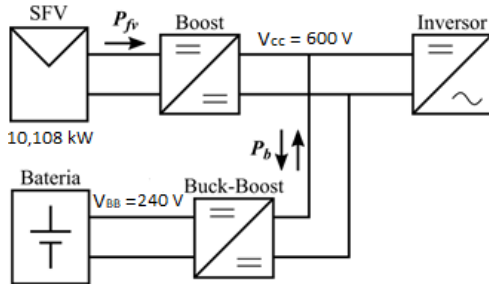 SFV
Pfv
Boost
Vcc = 600 V
Inversor
10,108 kW
Pb
Bateria
VBB =240 V
Buck-Boost